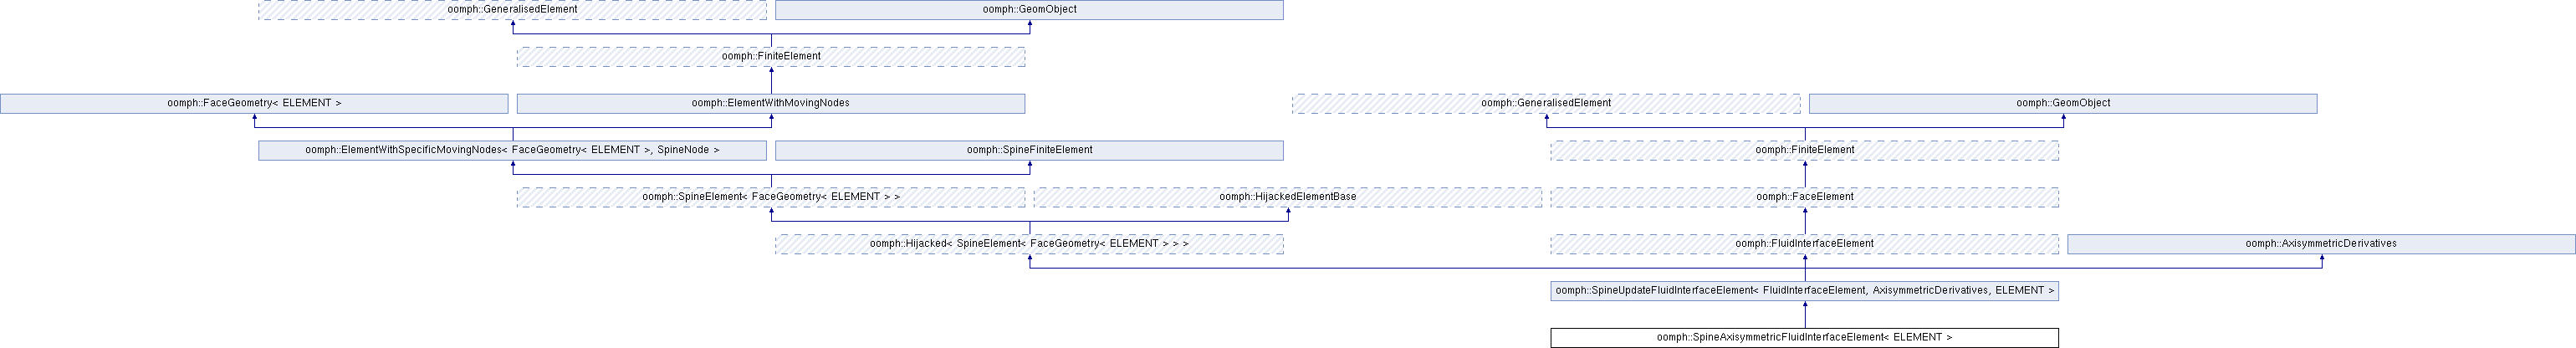 oomph::GeneralisedElement
oomph::GeomObject
oomph::FiniteElement
oomph::FaceGeometry< ELEMENT >
oomph::ElementWithMovingNodes
oomph::GeneralisedElement
oomph::GeomObject
oomph::ElementWithSpecificMovingNodes< FaceGeometry< ELEMENT >, SpineNode >
oomph::SpineFiniteElement
oomph::FiniteElement
oomph::SpineElement< FaceGeometry< ELEMENT > >
oomph::HijackedElementBase
oomph::FaceElement
oomph::Hijacked< SpineElement< FaceGeometry< ELEMENT > > >
oomph::FluidInterfaceElement
oomph::AxisymmetricDerivatives
oomph::SpineUpdateFluidInterfaceElement< FluidInterfaceElement, AxisymmetricDerivatives, ELEMENT >
oomph::SpineAxisymmetricFluidInterfaceElement< ELEMENT >